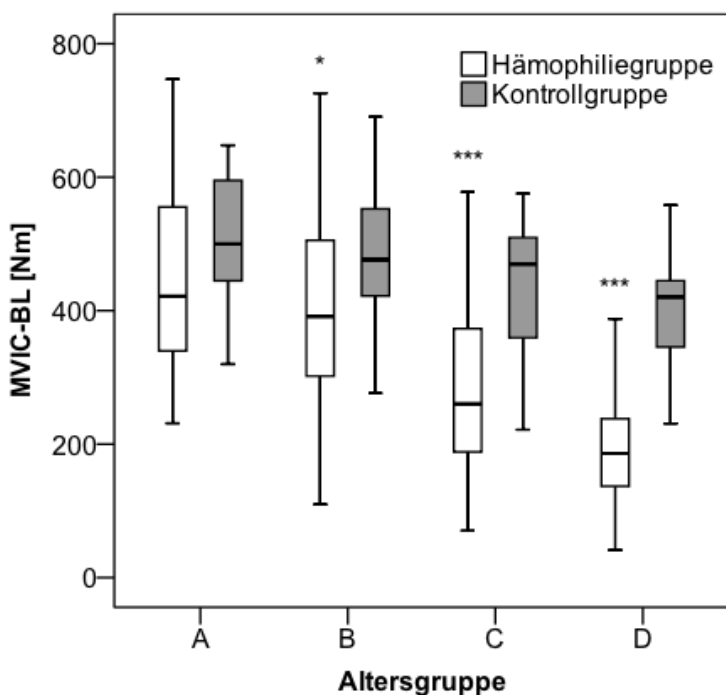 800
600
400
200
0
MVIC-BL [Nm]
*
***
***
Hämophiliegruppe
Kontrollgruppe
A B C D
Altersgruppe